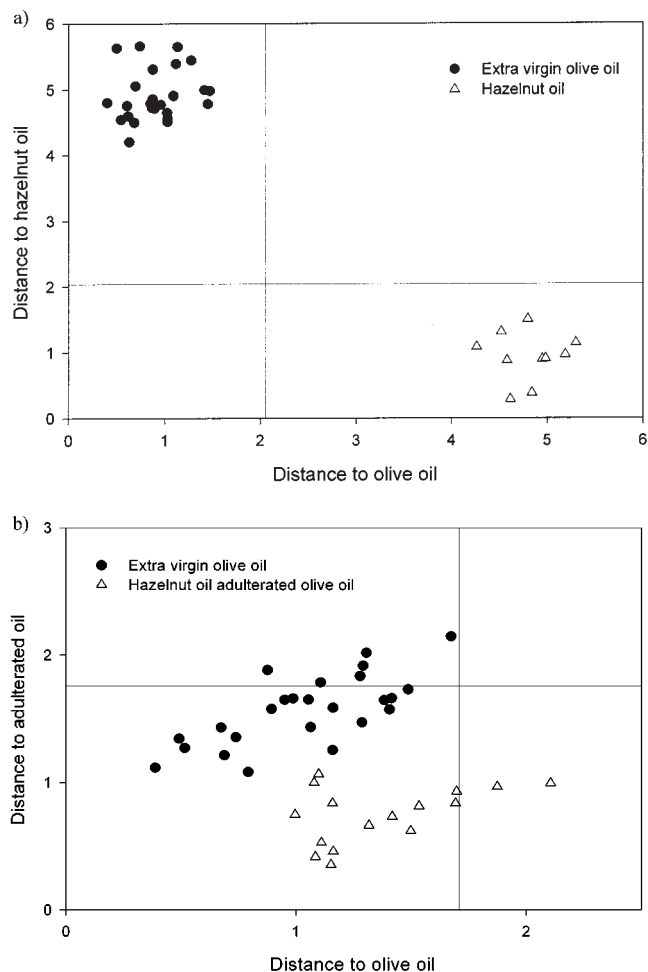 a)
6
5
4
3
2
1
0
Distance to hazelnut oil
Extra virgin olive oil
Hazelnut oil
0 1 2 3 4 5 6
Distance to olive oil
b)
3
2
1
0
Distance to adulterated oil
Extra virgin olive oil
Hazelnut oil adulterated olive oil
0 1 2
Distance to olive oil